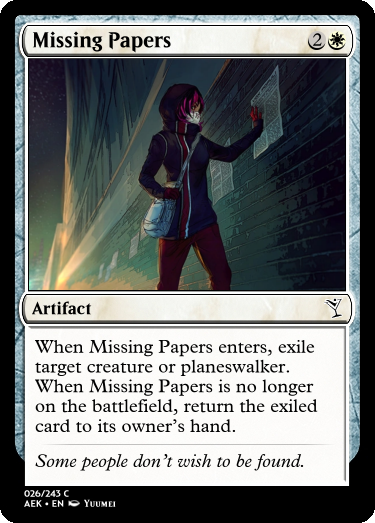 Missing Papers 2
Artifact
When Missing Papers enters, exile
target creature or planeswalker.
When Missing Papers is no longer
on the battlefield, return the exiled
card to its owner's hand.
Some people don't wish to be found.
026/243 C
AEK • EN Yuumei